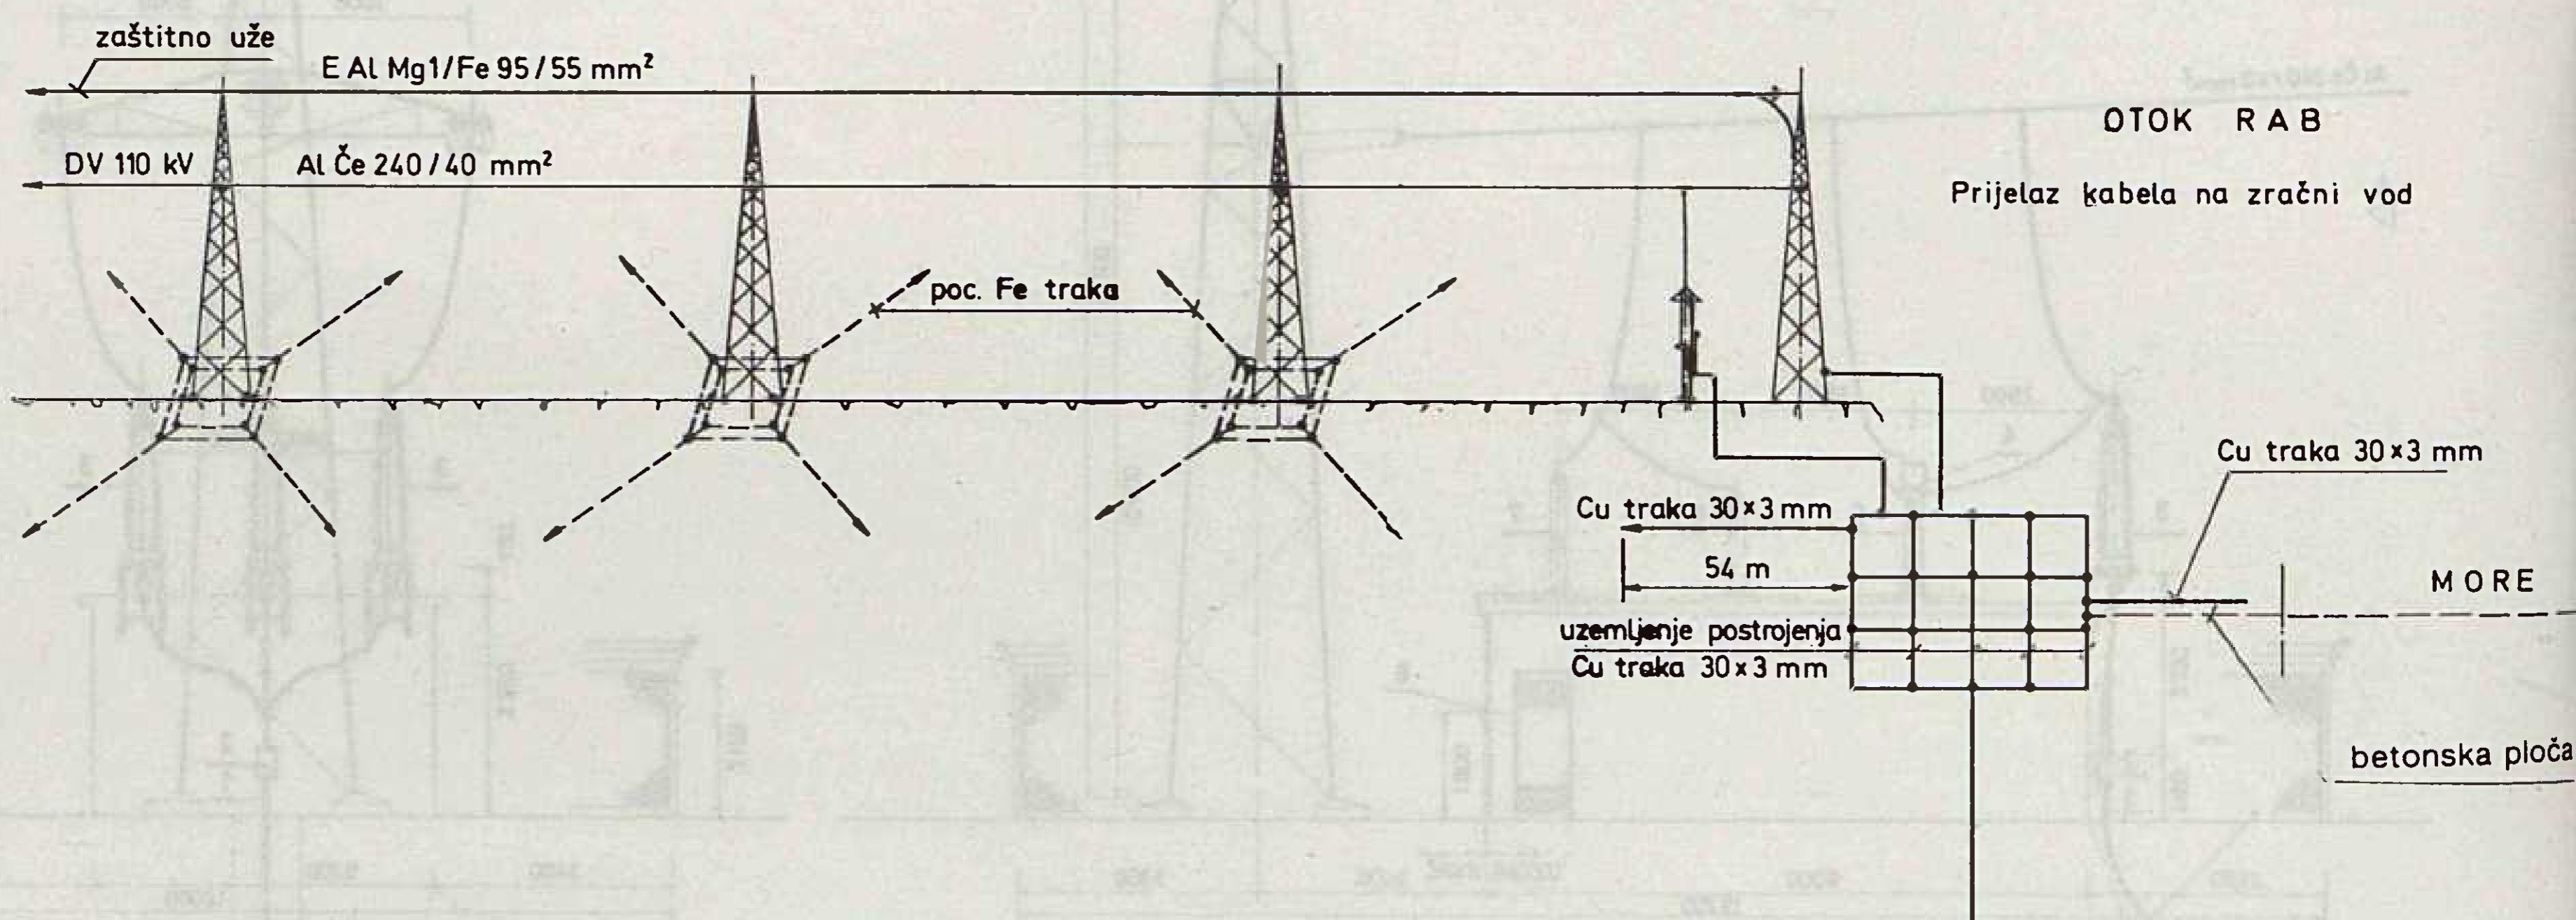 zaštitno uže
E Al Mg1/Fe 95/55 mm²
DV 110 kV
Al Če 240/40 mm²
OTOK RAB
Prijelaz kabela na zračni vod
poc. Fe traka
Cu traka 30×3 mm
Cu traka 30×3 mm
54 m
MORE
uzemljenje postrojenja
Cu traka 30×3 mm
betonska ploča